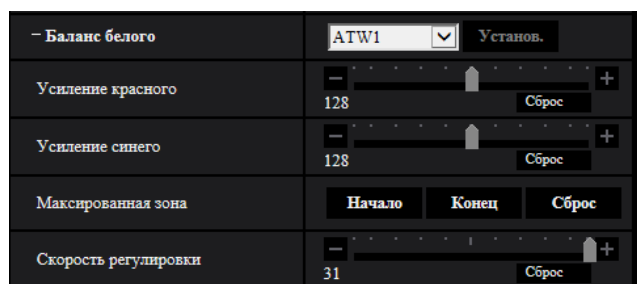 − Баланс белого ATW1 Установ.
Усиление красного − + 128 Сброс
Усиление синего − + 128 Сброс
Максированная зона Начало Конец Сброс
Скорость регулировки − + 31 Сброс